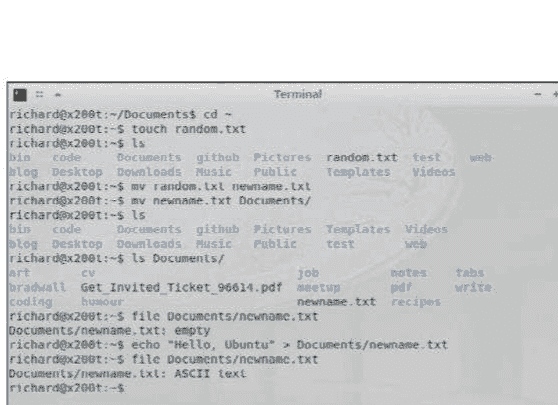 Terminal
richard@x200t:~/Documents$ cd ~
richard@x200t:~$ touch random.txt
richard@x200t:~$ ls
bin code Documents github Pictures random.txt test web
blog Desktop Downloads Music Public Templates Videos
richard@x200t:~$ mv random.txt newname.txt
richard@x200t:~$ mv newname.txt Documents/
richard@x200t:~$ ls
bin code Documents github Pictures Templates Videos
blog Desktop Downloads Music Public test web
richard@x200t:~$ ls Documents/
art cv job notes tabs
bradwall Get_Invited_Ticket_96614.pdf meetup pdf write
coding humour newname.txt recipes
richard@x200t:~$ file Documents/newname.txt
Documents/newname.txt: empty
richard@x200t:~$ echo "Hello, Ubuntu" > Documents/newname.txt
richard@x200t:~$ file Documents/newname.txt
Documents/newname.txt: ASCII text
richard@x200t:~$